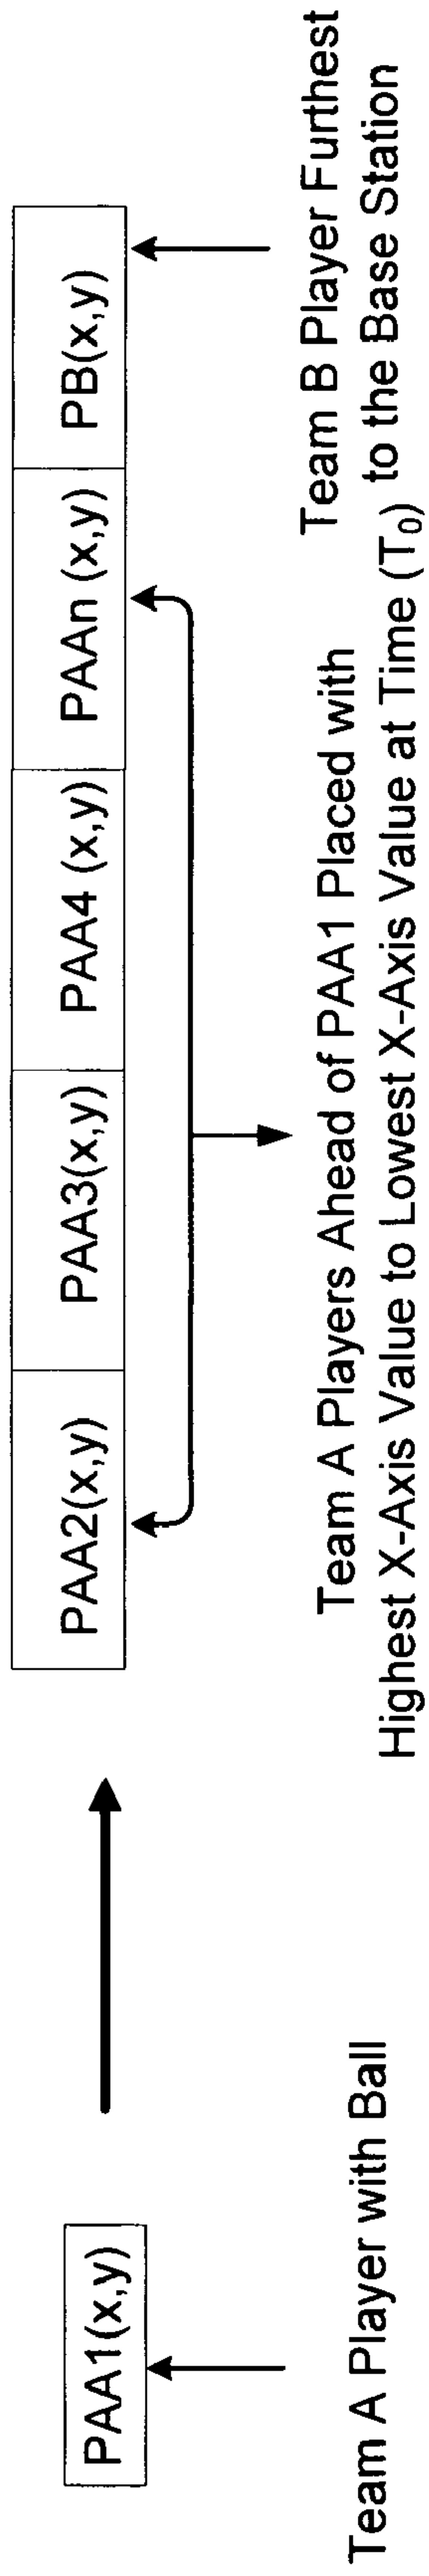 PAA1(x,y)
PAA2(x,y)
PAA3(x,y)
PAA4 (x,y)
PAAn (x,y)
PB(x,y)
Team A Player with Ball
Team A Players Ahead of PAA1 Placed with
Highest X-Axis Value to Lowest X-Axis Value at Time (T₀)
Team B Player Furthest
to the Base Station